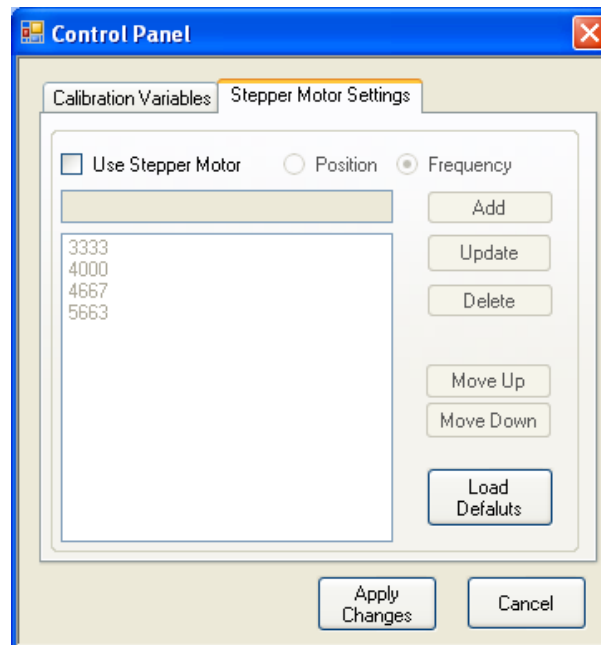 Control Panel
Calibration Variables
Stepper Motor Settings
Use Stepper Motor
Position
Frequency
Add
3333
4000
4667
5663
Update
Delete
Move Up
Move Down
Load
Defaluts
Apply
Changes
Cancel